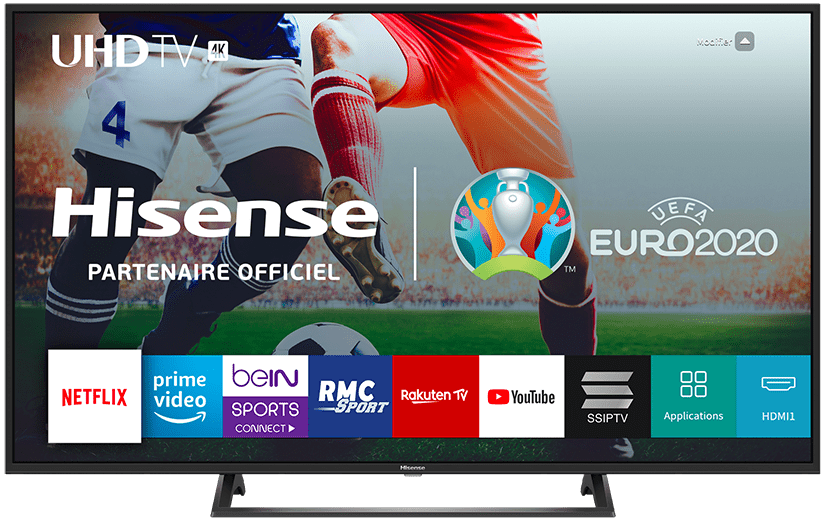 UHD TV 4K
Modifier
4
Hisense
PARTENAIRE OFFICIEL
UEFA
EURO2020
TM
NETFLIX
prime video
beIN
SPORTS
CONNECT
RMC
SPORT
Rakuten TV
YouTube
SSIPTV
Applications
HDMI1
Hisense